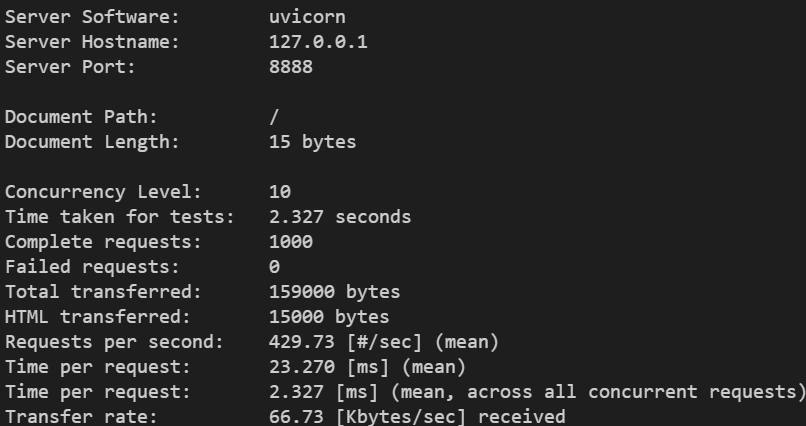 Server Software: uvicorn
Server Hostname: 127.0.0.1
Server Port: 8888
Document Path: /
Document Length: 15 bytes
Concurrency Level: 10
Time taken for tests: 2.327 seconds
Complete requests: 1000
Failed requests: 0
Total transferred: 159000 bytes
HTML transferred: 15000 bytes
Requests per second: 429.73 [#/sec] (mean)
Time per request: 23.270 [ms] (mean)
Time per request: 2.327 [ms] (mean, across all concurrent requests)
Transfer rate: 66.73 [Kbytes/sec] received